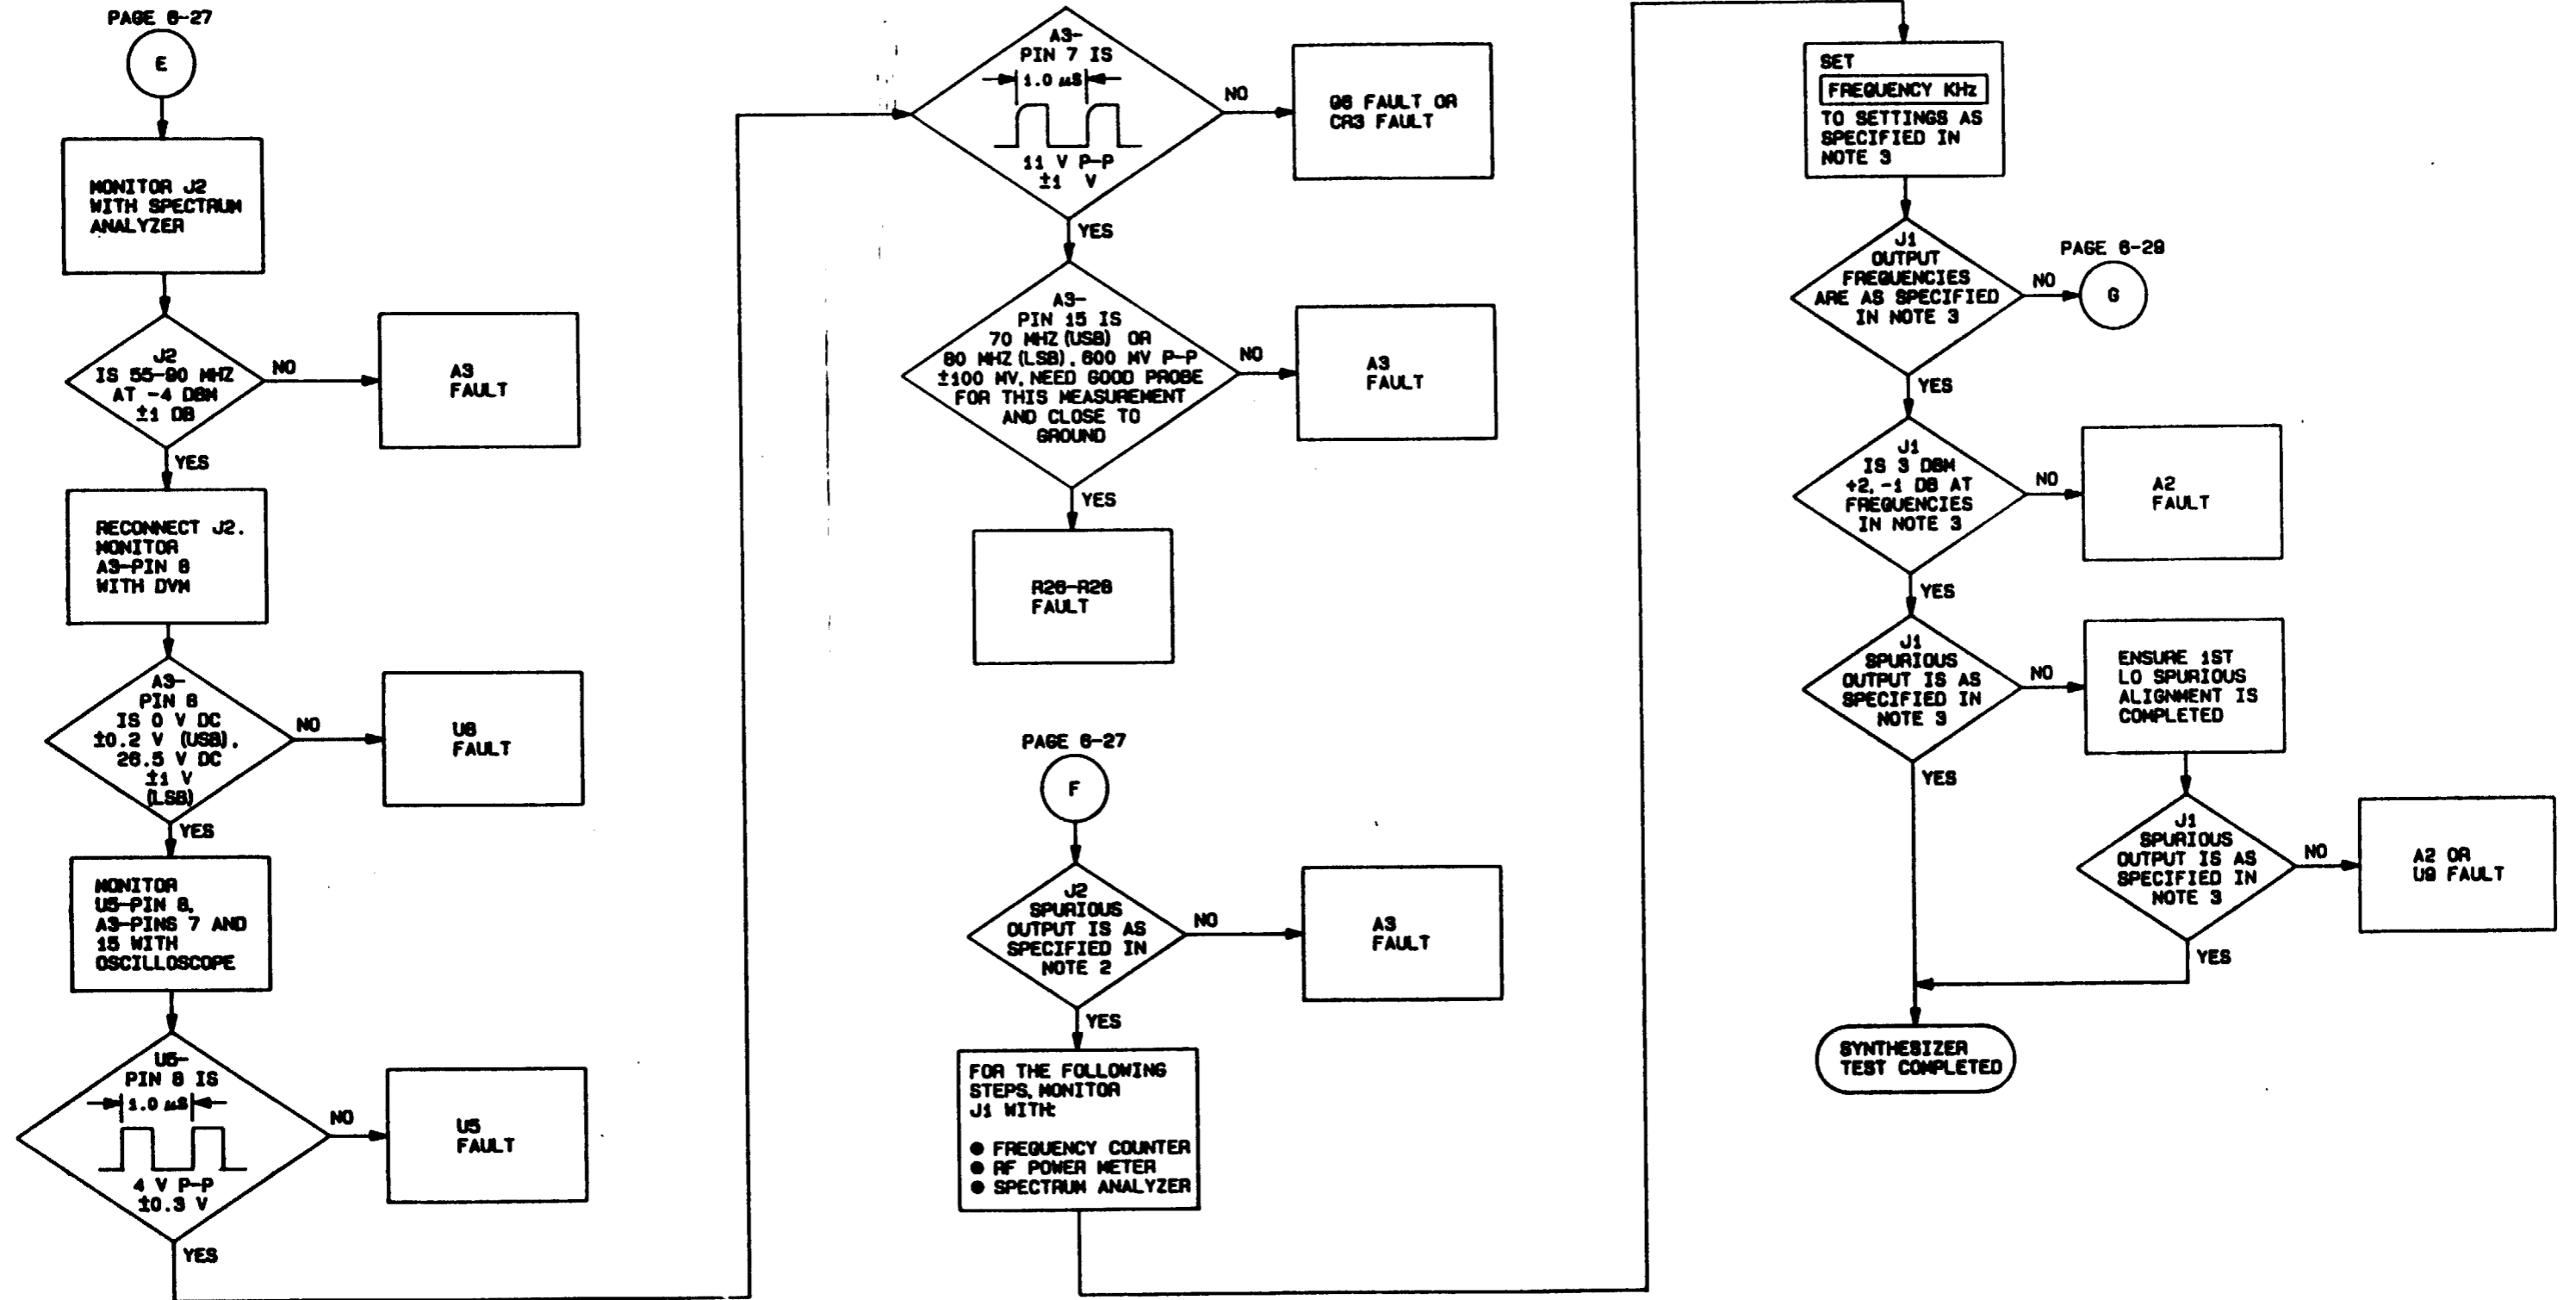 PAGE 6-27
E
MONITOR J2
WITH SPECTRUM
ANALYZER
J2
IS 55-90 MHZ
AT -4 DBM
±1 DB
NO
A3
FAULT
YES
RECONNECT J2.
MONITOR
A3-PIN 8
WITH DVM
A3-
PIN 8
IS 0 V DC
±0.2 V (USB),
26.5 V DC
±1 V
(LSB)
NO
U8
FAULT
YES
MONITOR
U5-PIN 8,
A3-PINS 7 AND
15 WITH
OSCILLOSCOPE
U5-
PIN 8 IS
1.0 µS
4 V P-P
±0.3 V
NO
U5
FAULT
YES
A3-
PIN 7 IS
1.0 µS
11 V P-P
±1 V
NO
Q6 FAULT OR
CR3 FAULT
YES
A3-
PIN 15 IS
70 MHZ (USB) OR
80 MHZ (LSB), 600 MV P-P
±100 MV, NEED GOOD PROBE
FOR THIS MEASUREMENT
AND CLOSE TO
GROUND
NO
A3
FAULT
YES
R26-R28
FAULT
PAGE 6-27
F
J2
SPURIOUS
OUTPUT IS AS
SPECIFIED IN
NOTE 2
NO
A3
FAULT
YES
FOR THE FOLLOWING
STEPS, MONITOR
J1 WITH:
● FREQUENCY COUNTER
● RF POWER METER
● SPECTRUM ANALYZER
SET
FREQUENCY KHz
TO SETTINGS AS
SPECIFIED IN
NOTE 3
J1
OUTPUT
FREQUENCIES
ARE AS SPECIFIED
IN NOTE 3
NO
PAGE 6-29
G
YES
J1
IS 3 DBM
+2, -1 DB AT
FREQUENCIES
IN NOTE 3
NO
A2
FAULT
YES
J1
SPURIOUS
OUTPUT IS AS
SPECIFIED IN
NOTE 3
NO
ENSURE 1ST
LO SPURIOUS
ALIGNMENT IS
COMPLETED
YES
J1
SPURIOUS
OUTPUT IS AS
SPECIFIED IN
NOTE 3
NO
A2 OR
U9 FAULT
YES
SYNTHESIZER
TEST COMPLETED